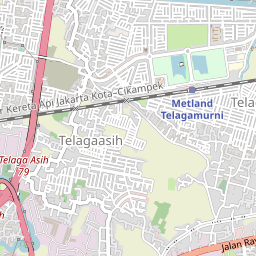 r Kereta Api Jakarta Kota-Cikampek
Metland
Telagamurni
Tela
Telagaasih
Telaga Asih
79
h
Jalan Ray